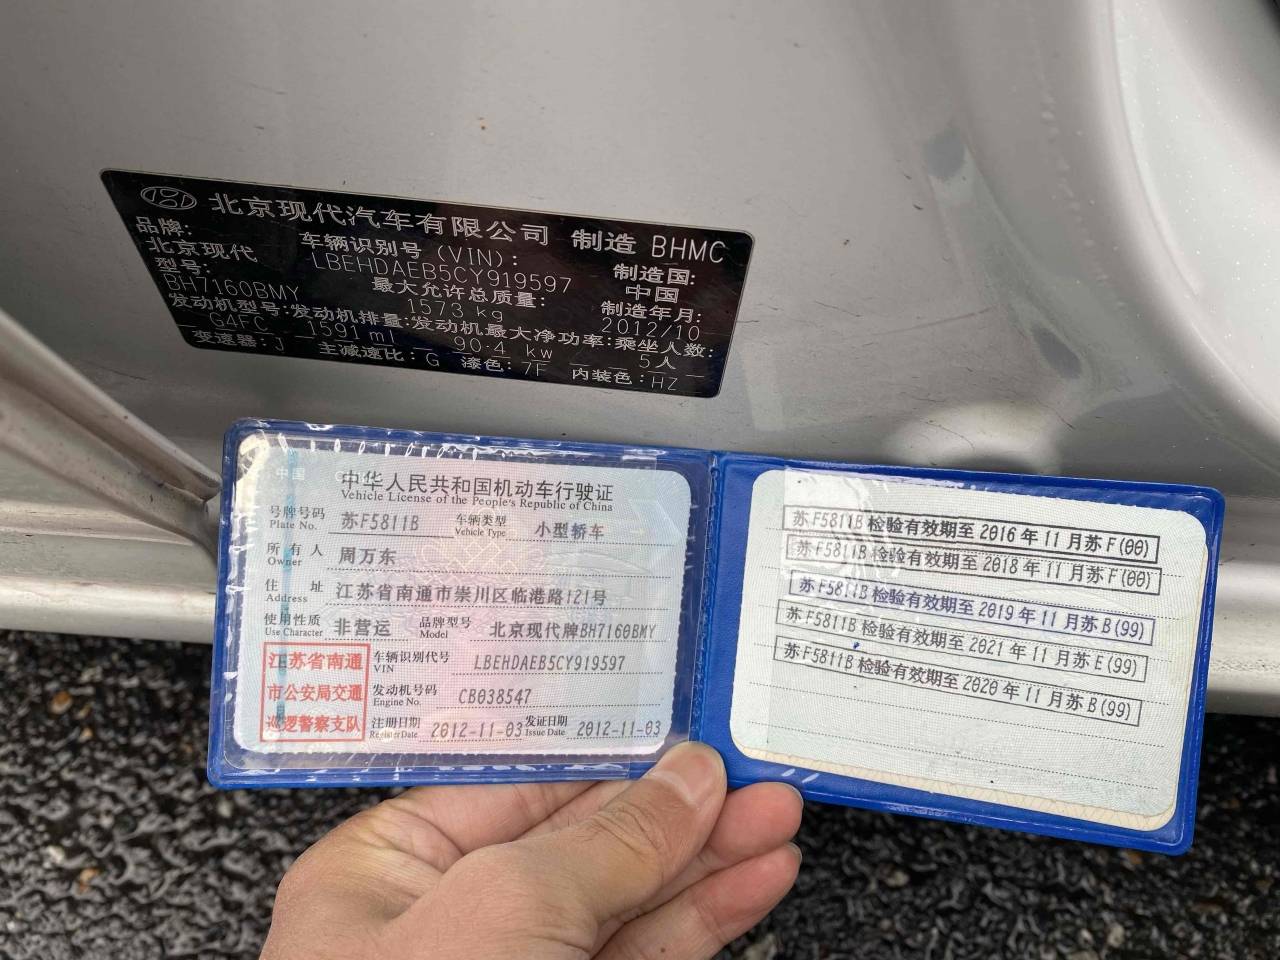 北京现代汽车有限公司 制造 BHMC
品牌: 车辆识别号 (VIN): 制造国:
北京现代 LBEHDAEB5CY919597 中国
型号: 最大允许总质量: 制造年月:
BH7160BMY 1573 kg 2012/10
发动机型号:发动机排量:发动机最大净功率:乘坐人数:
G4FC 1591 ml 90.4 kw 5人
变速器: J 主减速比: G 漆色: 7F 内装色: HZ
中国
中华人民共和国机动车行驶证
Vehicle License of the People's Republic of China
号牌号码 苏F5811B 车辆类型 小型轿车
Plate No. Vehicle Type
所有人 周万东
Owner
住址 江苏省南通市崇川区临港路121号
Address
使用性质 非营运 品牌型号 北京现代牌BH7160BMY
Use Character Model
江苏省南通 车辆识别代号 LBEHDAEB5CY919597
VIN
市公安局交通 发动机号码 CB038547
Engine No.
巡逻警察支队 注册日期 2012-11-03 发证日期 2012-11-03
Register Date Issue Date
苏F5811B 检验有效期至 2016 年 11 月苏 F(00)
苏F5811B 检验有效期至 2018 年 11 月苏 F(00)
苏F5811B 检验有效期至 2019 年 11 月苏 B(99)
苏F5811B 检验有效期至 2021 年 11 月苏 E(99)
苏F5811B 检验有效期至 2020 年 11 月苏 B(99)